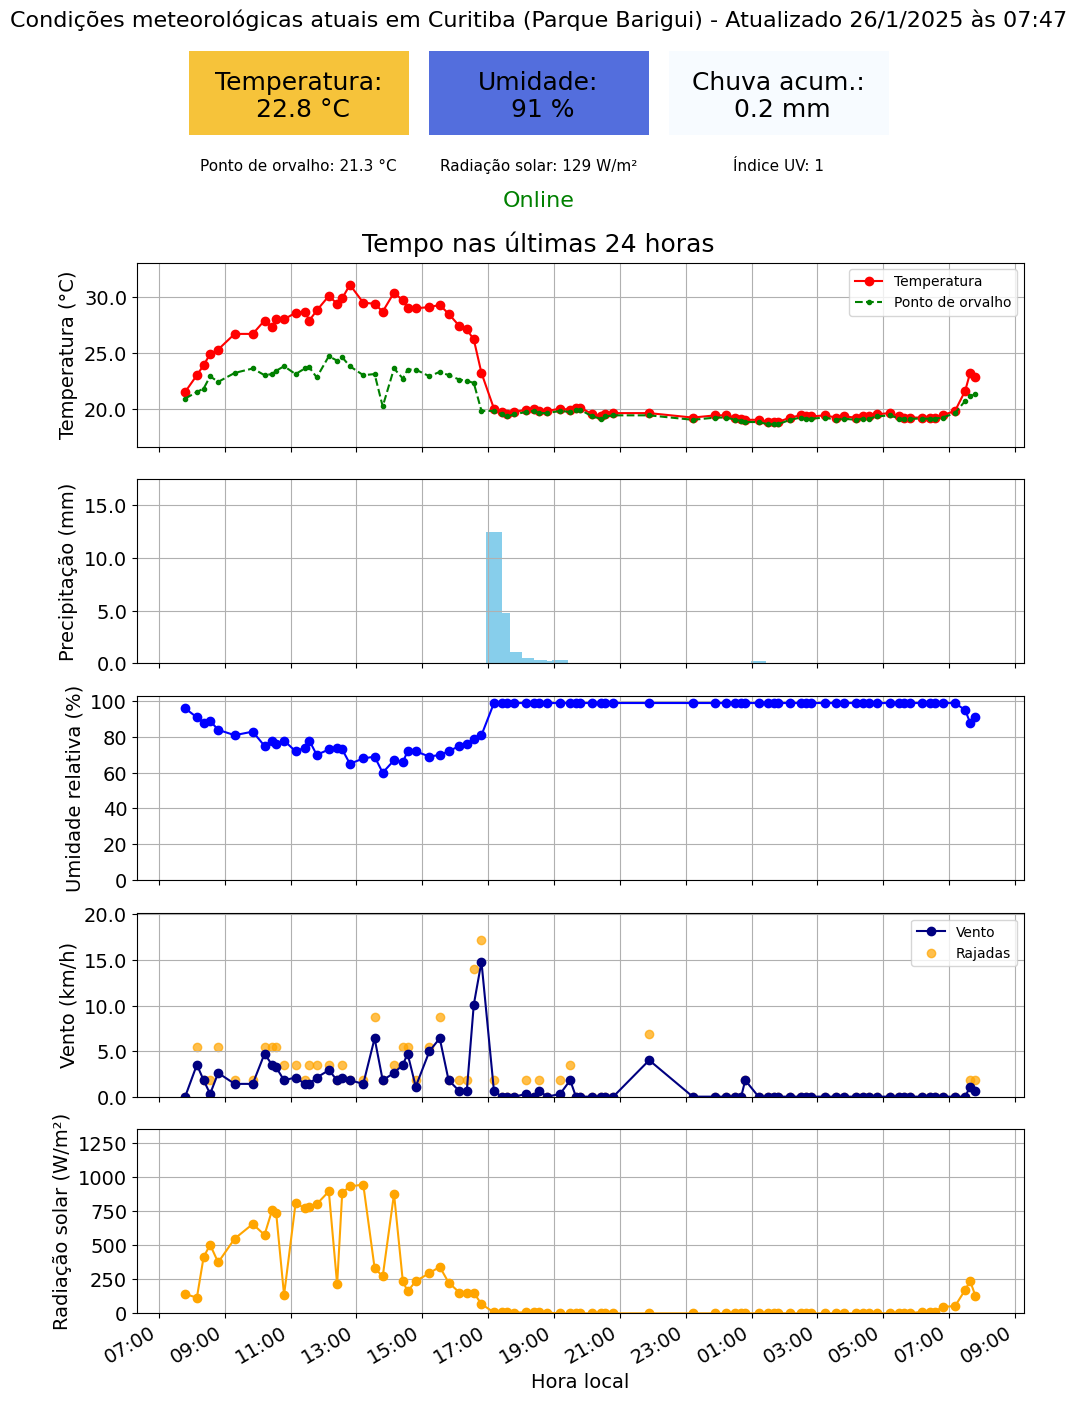 Condições meteorológicas atuais em Curitiba (Parque Barigui) - Atualizado 26/1/2025 às 07:47
Temperatura:
22.8 °C
Umidade:
91 %
Chuva acum.:
0.2 mm
Ponto de orvalho: 21.3 °C
Radiação solar: 129 W/m²
Índice UV: 1
Online
Tempo nas últimas 24 horas
Temperatura (°C)
30.0
25.0
20.0
Temperatura
Ponto de orvalho
Precipitação (mm)
15.0
10.0
5.0
0.0
Umidade relativa (%)
100
80
60
40
20
0
Vento (km/h)
20.0
15.0
10.0
5.0
0.0
Vento
Rajadas
Radiação solar (W/m²)
1250
1000
750
500
250
0
07:00
09:00
11:00
13:00
15:00
17:00
19:00
21:00
23:00
01:00
03:00
05:00
07:00
09:00
Hora local